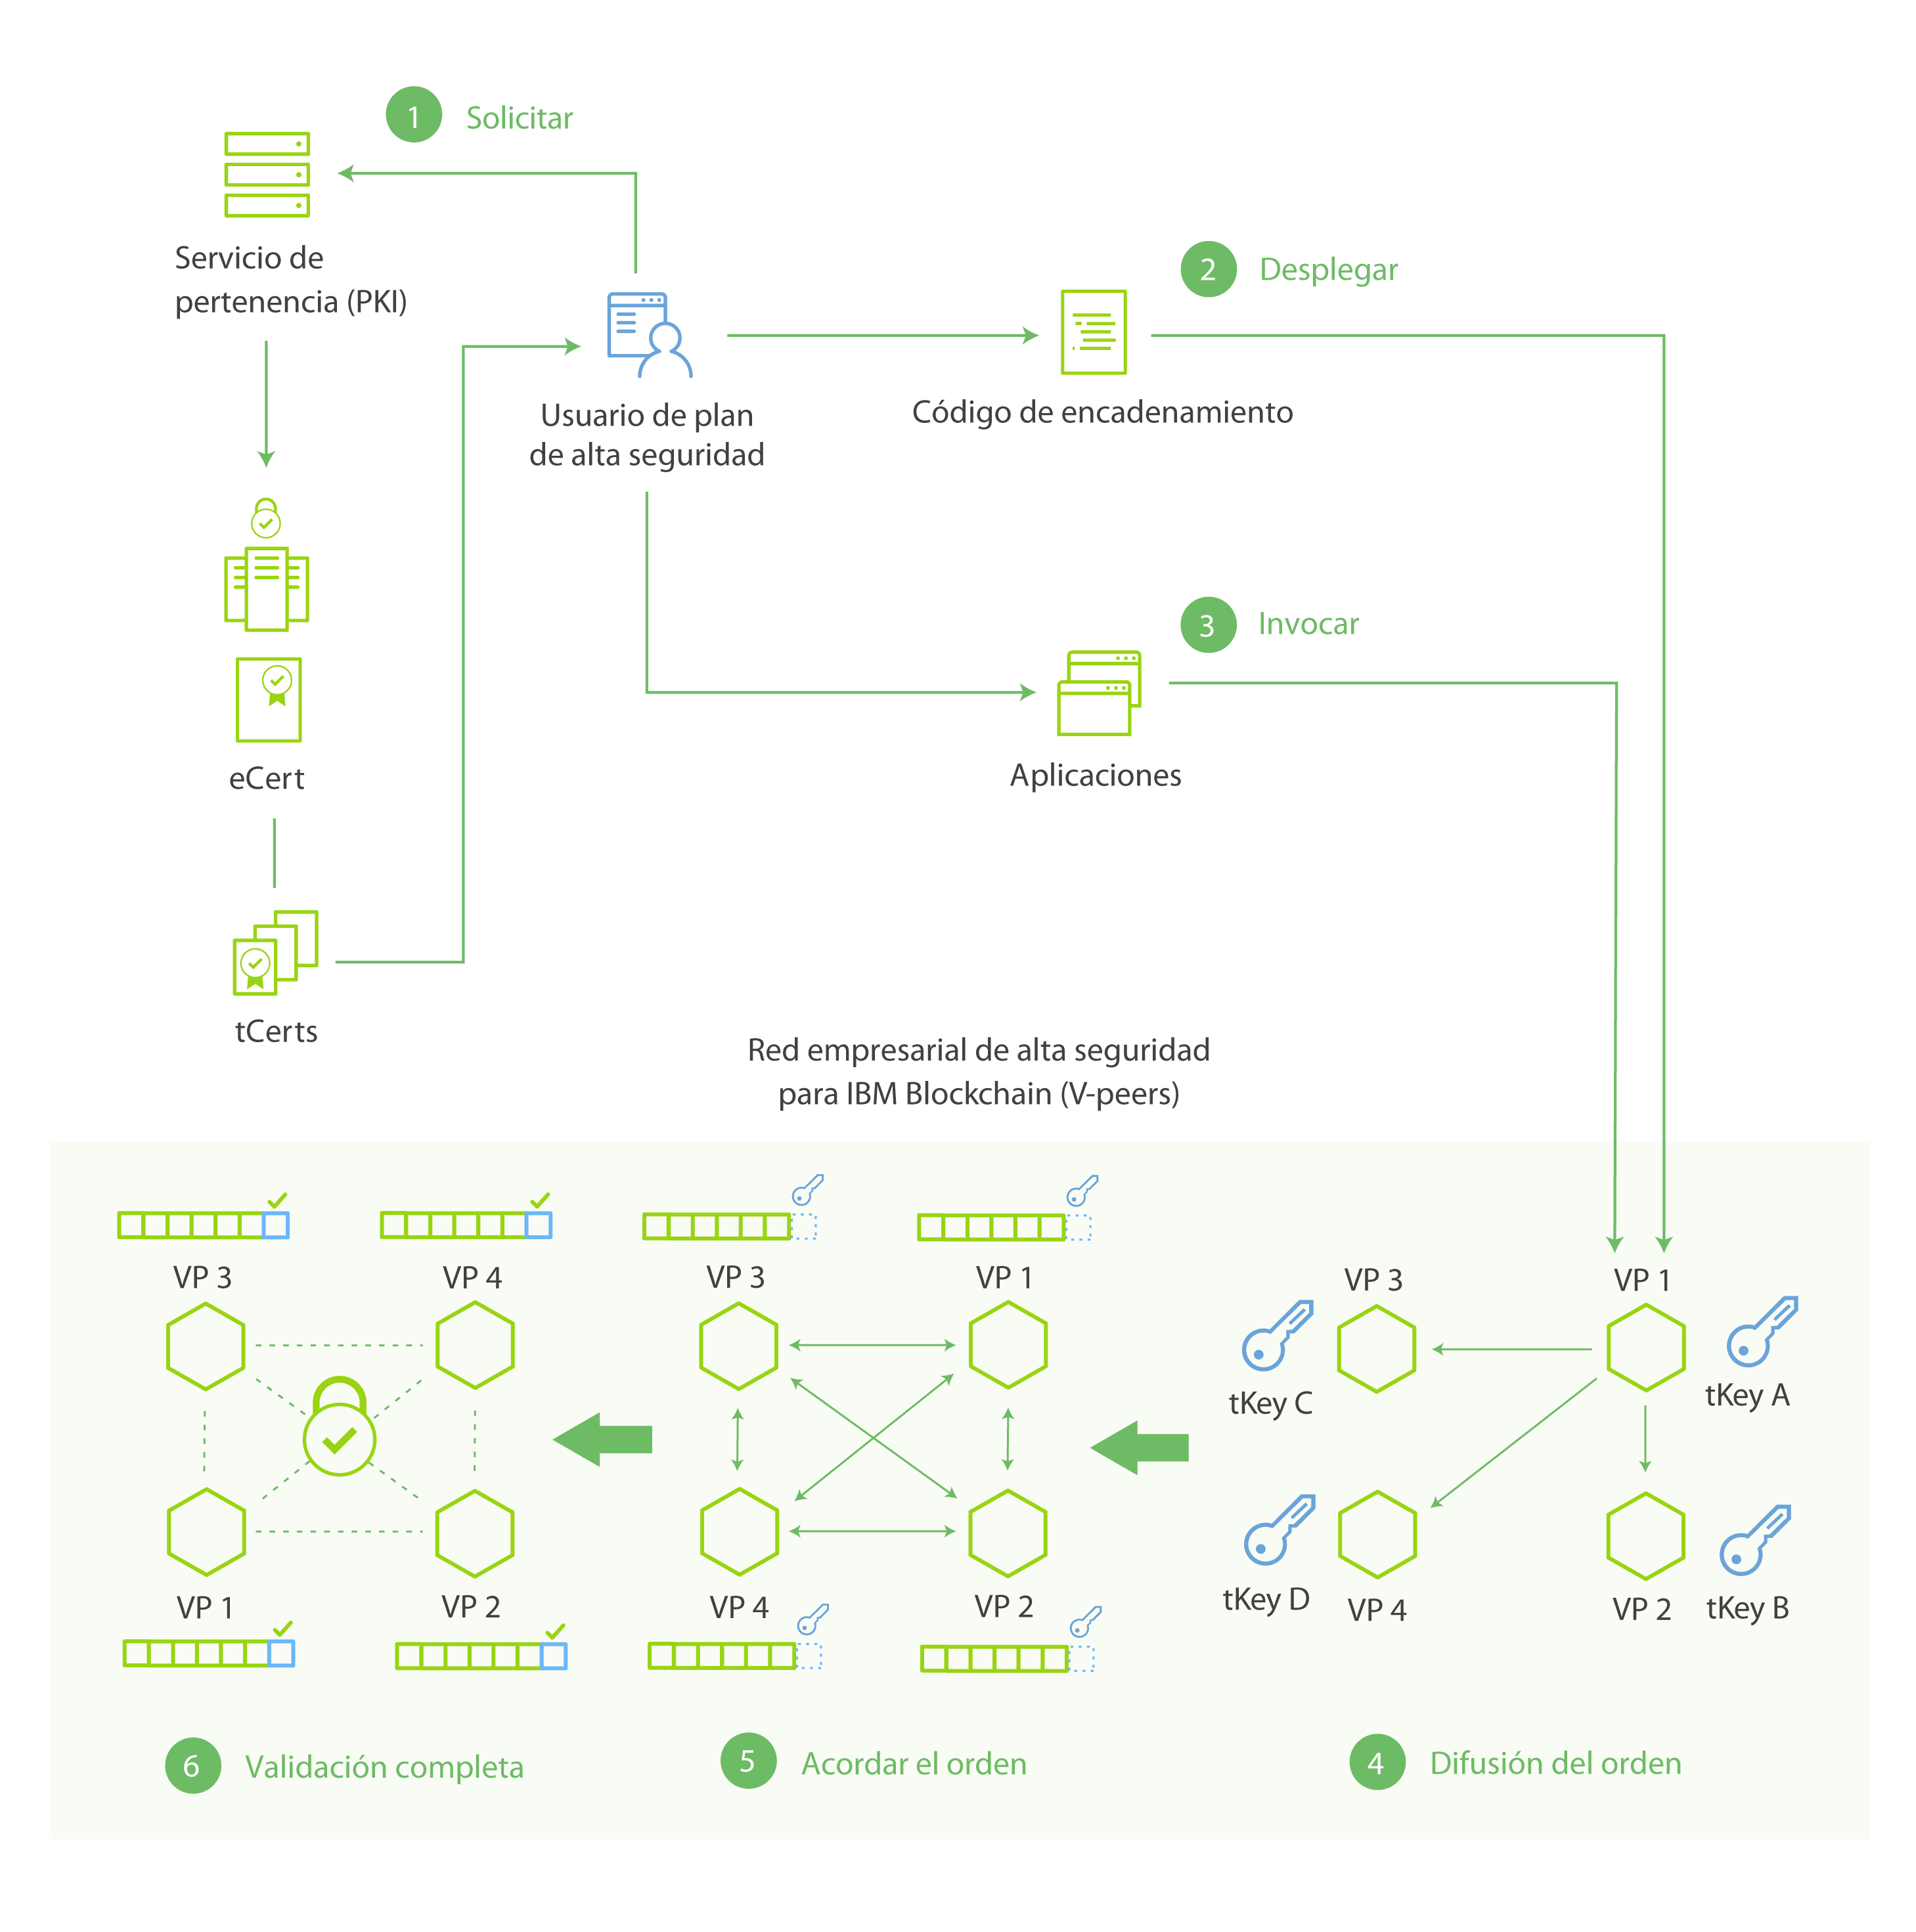 1 Solicitar
Servicio de
pertenencia (PKI)
2 Desplegar
Usuario de plan
de alta seguridad
Código de encadenamiento
3 Invocar
eCert
Aplicaciones
tCerts
Red empresarial de alta seguridad
para IBM Blockchain (V-peers)
VP 3
VP 4
VP 3
VP 1
VP 3
VP 1
tKey C
tKey A
VP 1
VP 2
VP 4
VP 2
tKey D
VP 4
VP 2
tKey B
6 Validación completa
5 Acordar el orden
4 Difusión del orden